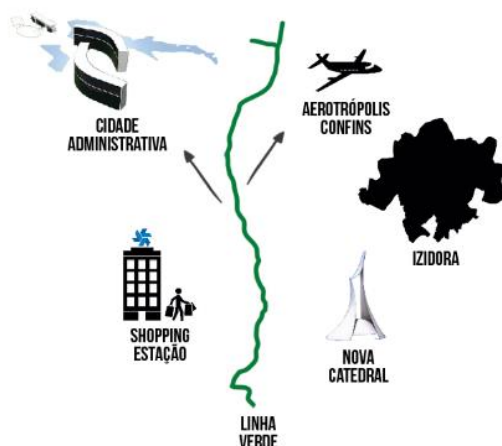 CIDADE
ADMINISTRATIVA
AEROTRÓPOLIS
CONFINS
IZIDORA
SHOPPING
ESTAÇÃO
NOVA
CATEDRAL
LINHA
VERDE